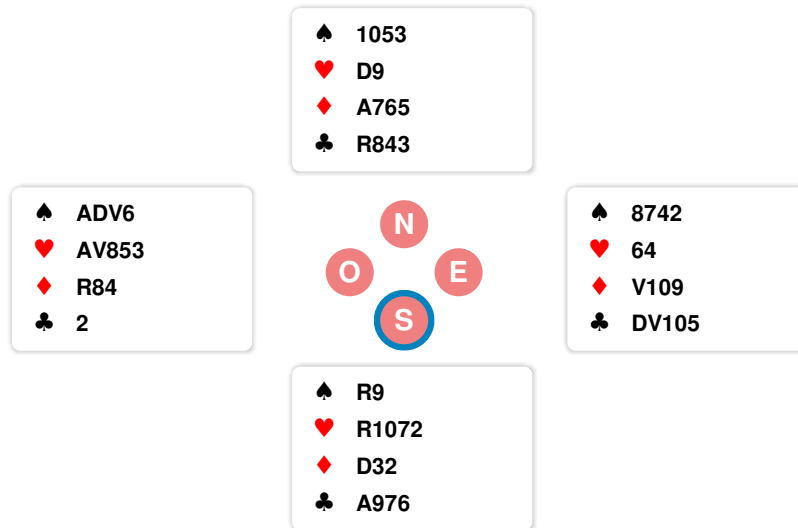 ♠ 1053
♥ D9
♦ A765
♣ R843
♠ ADV6
♥ AV853
♦ R84
♣ 2
N
O E
S
♠ 8742
♥ 64
♦ V109
♣ DV105
♠ R9
♥ R1072
♦ D32
♣ A976